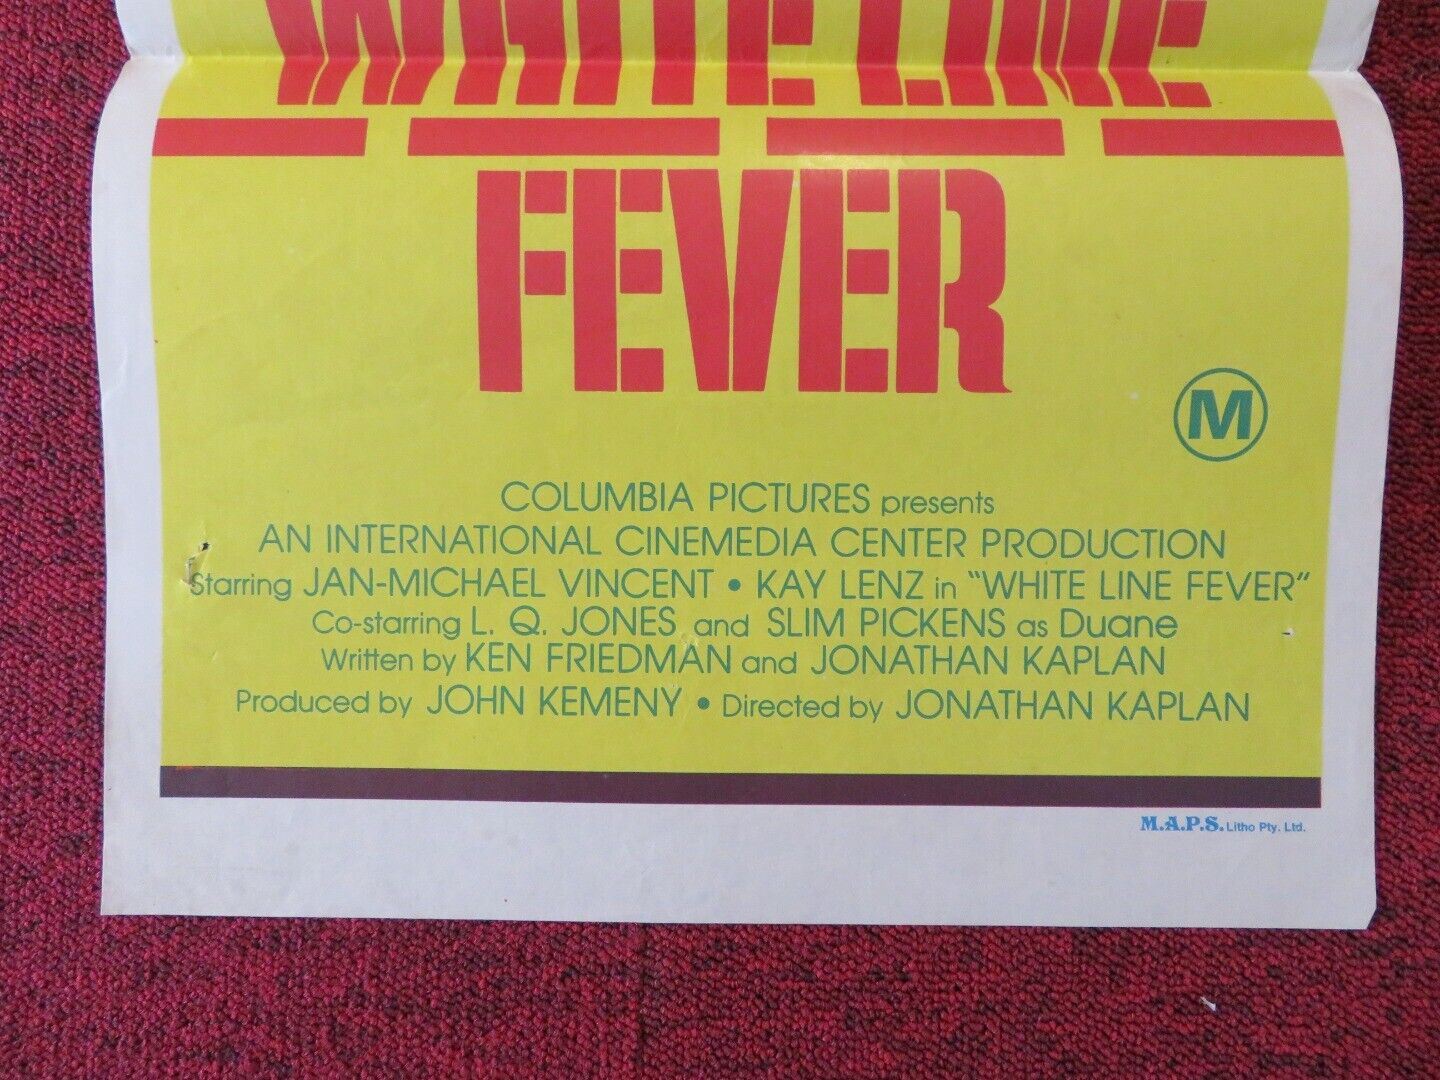 WHITE LINE
FEVER
M
COLUMBIA PICTURES presents
AN INTERNATIONAL CINEMEDIA CENTER PRODUCTION
Starring JAN-MICHAEL VINCENT • KAY LENZ in "WHITE LINE FEVER"
Co-starring L. Q. JONES and SLIM PICKENS as Duane
Written by KEN FRIEDMAN and JONATHAN KAPLAN
Produced by JOHN KEMENY • Directed by JONATHAN KAPLAN
M.A.P.S. Litho Pty. Ltd.